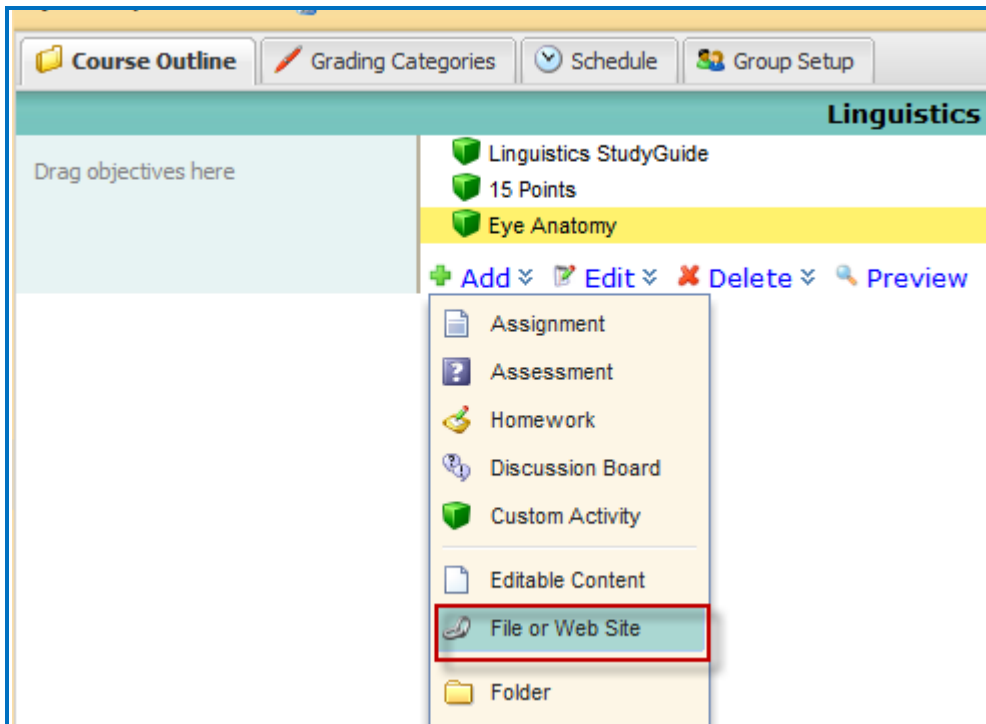 Course Outline Grading Categories Schedule Group Setup
Linguistics
Drag objectives here
Linguistics StudyGuide
15 Points
Eye Anatomy
Add Edit Delete Preview
Assignment
Assessment
Homework
Discussion Board
Custom Activity
Editable Content
File or Web Site
Folder